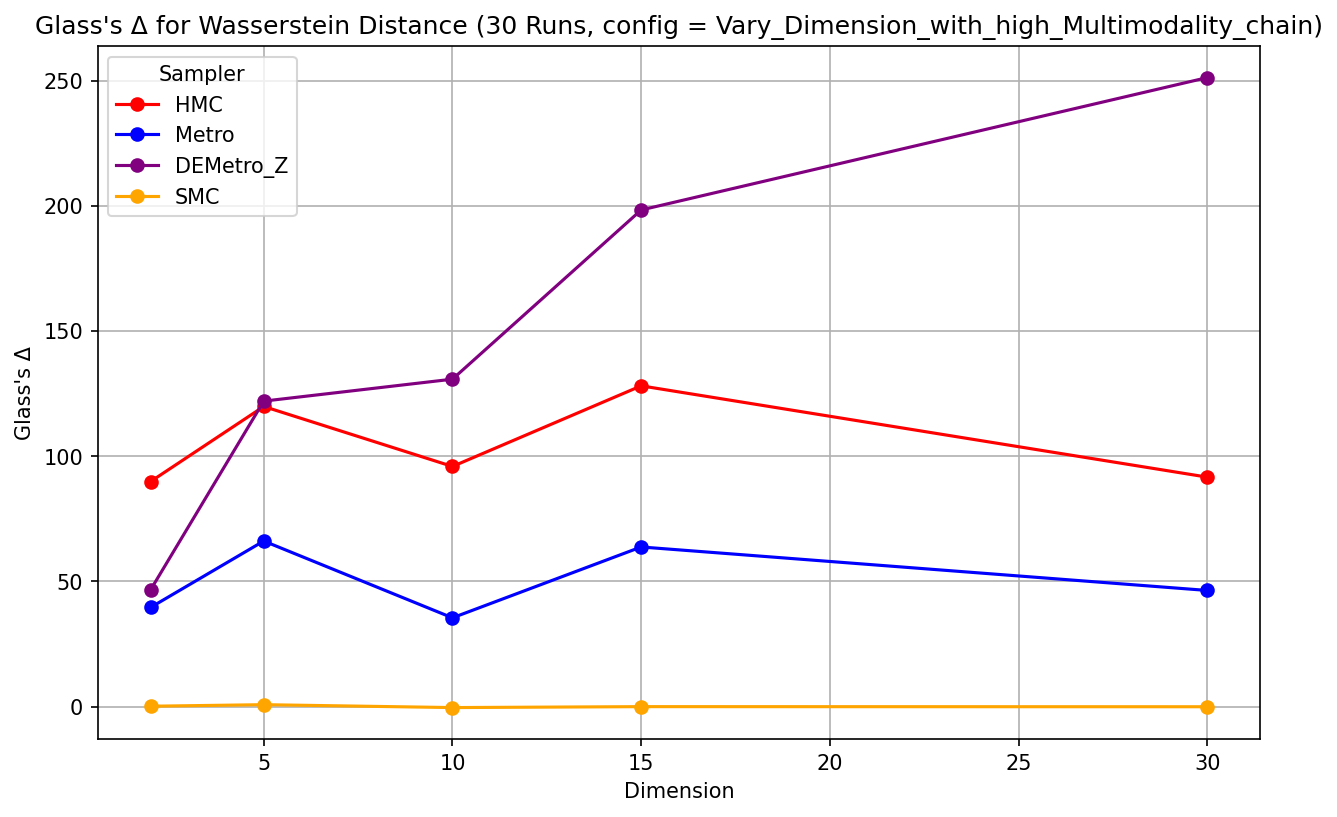 Glass's Δ for Wasserstein Distance (30 Runs, config = Vary_Dimension_with_high_Multimodality_chain)
Sampler
HMC
Metro
DEMetro_Z
SMC
Glass's Δ
250
200
150
100
50
0
5
10
15
20
25
30
Dimension